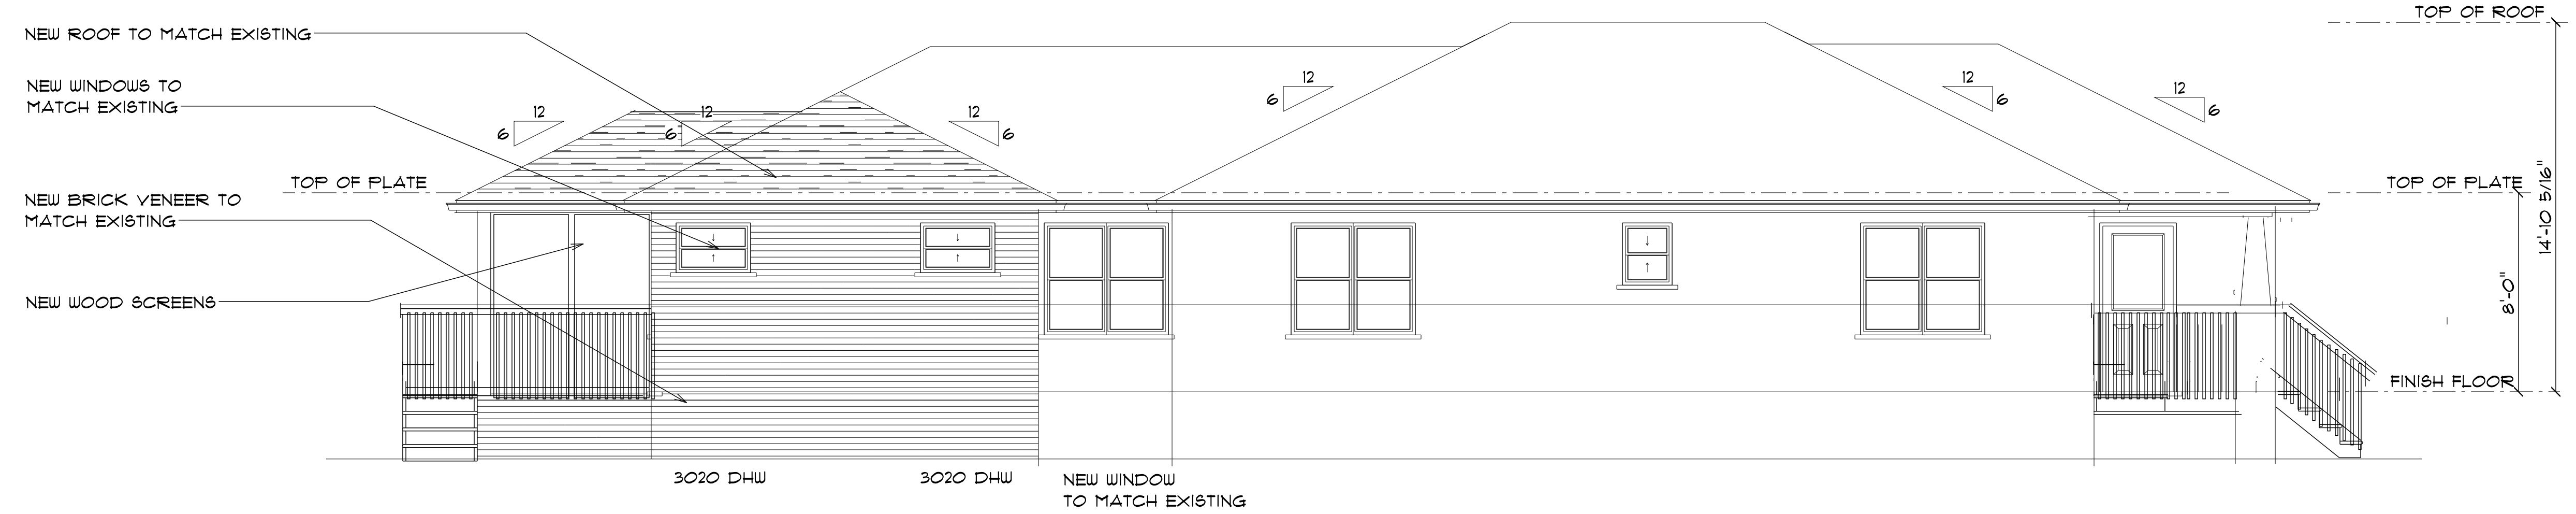 NEW ROOF TO MATCH EXISTING
NEW WINDOWS TO
MATCH EXISTING
NEW BRICK VENEER TO
MATCH EXISTING
NEW WOOD SCREENS
TOP OF PLATE
12
6
12
6
12
6
12
6
12
6
12
6
TOP OF ROOF
TOP OF PLATE
FINISH FLOOR
8'-0"
14'-10 5/16"
3020 DHW
3020 DHW
NEW WINDOW
TO MATCH EXISTING